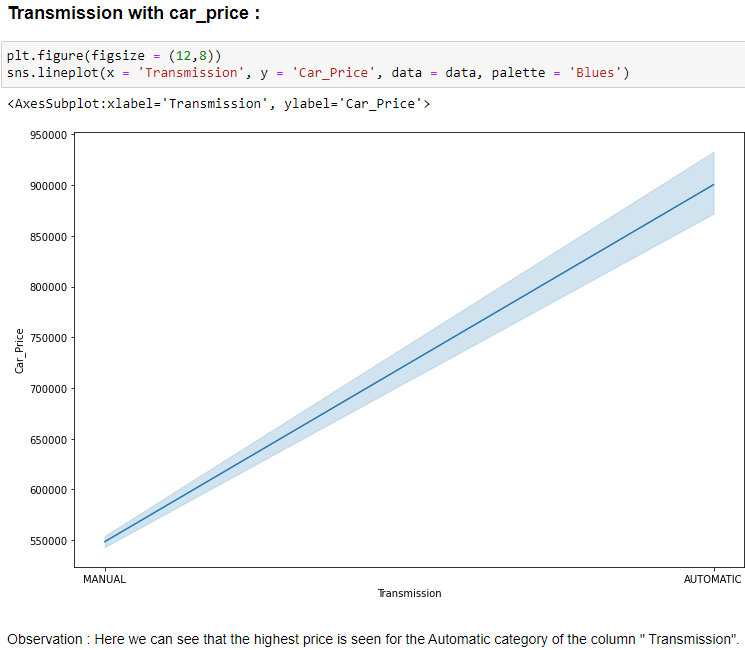 Transmission with car_price :
plt.figure(figsize = (12,8))
sns.lineplot(x = 'Transmission', y = 'Car_Price', data = data, palette = 'Blues')
<AxesSubplot:xlabel='Transmission', ylabel='Car_Price'>
950000
900000
850000
800000
750000
700000
650000
600000
550000
Car_Price
MANUAL
AUTOMATIC
Transmission
Observation : Here we can see that the highest price is seen for the Automatic category of the column " Transmission".